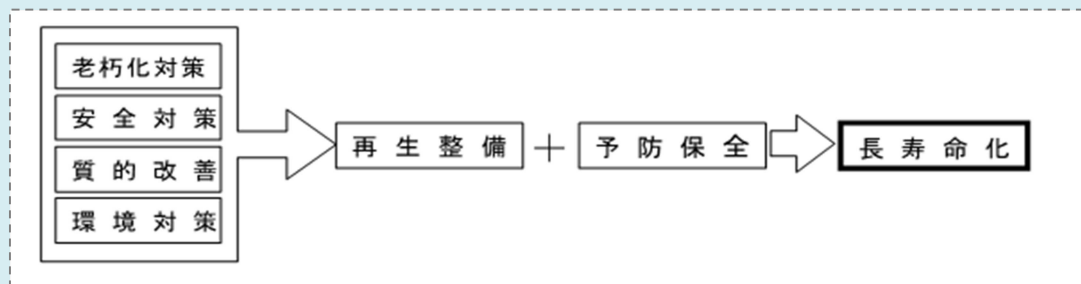 老朽化対策
安全対策
質的改善
環境対策
再生整備 + 予防保全 長寿命化